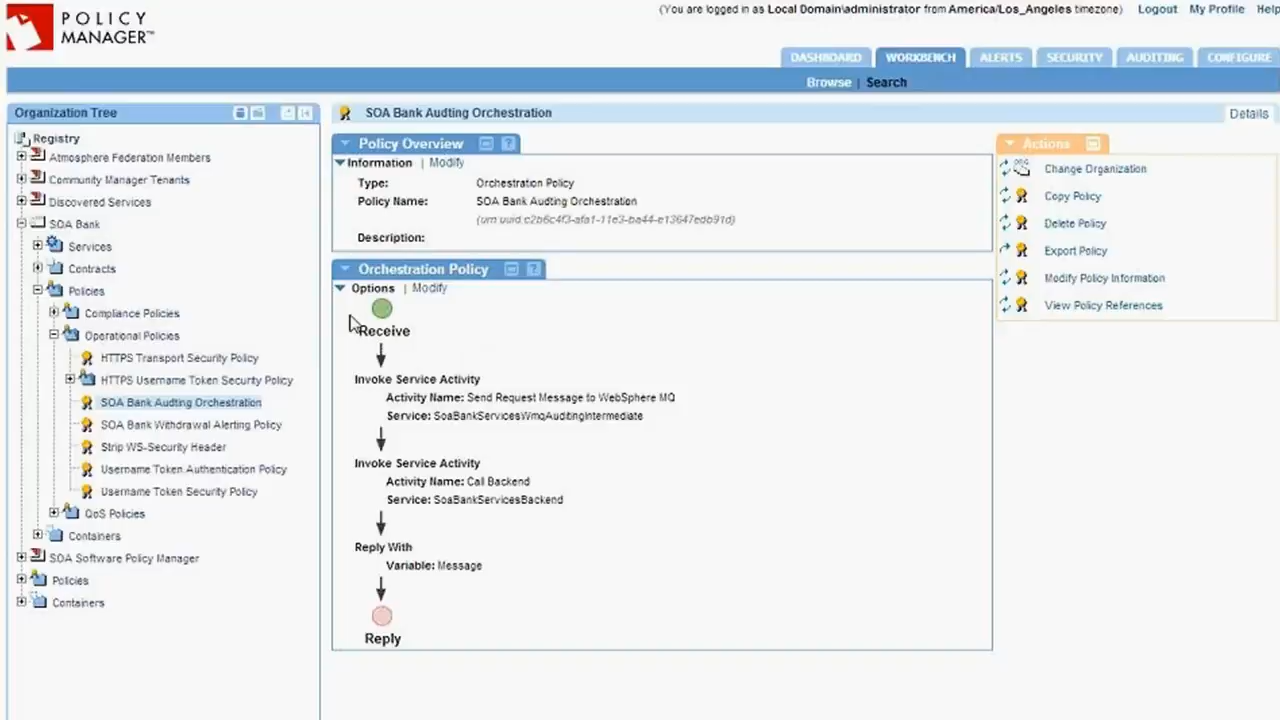 (You are logged in as Local Domain\administrator from America/Los_Angeles timezone) Logout My Profile Help
POLICY
MANAGER™
DASHBOARD WORKBENCH ALERTS SECURITY AUDITING CONFIGURE
Browse | Search
Organization Tree
Registry
Atmosphere Federation Members
Community Manager Tenants
Discovered Services
SOA Bank
Services
Contracts
Policies
Compliance Policies
Operational Policies
HTTPS Transport Security Policy
HTTPS Username Token Security Policy
SOA Bank Audting Orchestration
SOA Bank Withdrawal Alerting Policy
Strip WS-Security Header
Username Token Authentication Policy
Username Token Security Policy
QoS Policies
Containers
SOA Software Policy Manager
Policies
Containers
SOA Bank Audting Orchestration
Details
Policy Overview
Information | Modify
Type: Orchestration Policy
Policy Name: SOA Bank Audting Orchestration
(urn:uuid:c2b6c4f3-afa1-11e3-ba44-e13647edb91d)
Description:
Orchestration Policy
Options | Modify
Receive
Invoke Service Activity
Activity Name: Send Request Message to WebSphere MQ
Service: SoaBankServicesWmqAuditingIntermediate
Invoke Service Activity
Activity Name: Call Backend
Service: SoaBankServicesBackend
Reply With
Variable: Message
Reply
Actions
Change Organization
Copy Policy
Delete Policy
Export Policy
Modify Policy Information
View Policy References